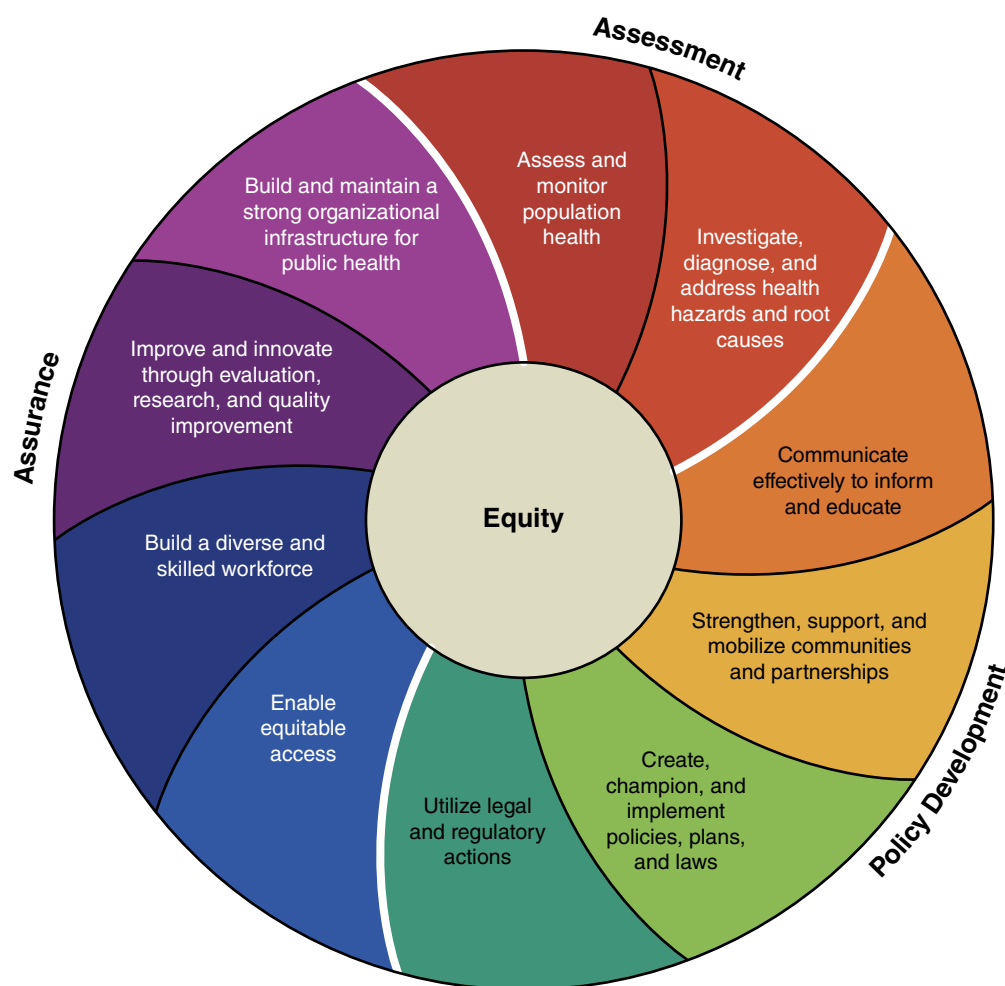 Assessment
Assess and
monitor
population
health
Investigate,
diagnose, and
address health
hazards and root
causes
Communicate
effectively to inform
and educate
Strengthen, support, and
mobilize communities
and partnerships
Policy Development
Create,
champion, and
implement
policies, plans,
and laws
Utilize legal
and regulatory
actions
Enable
equitable
access
Build a diverse and
skilled workforce
Assurance
Improve and innovate
through evaluation,
research, and quality
improvement
Build and maintain a
strong organizational
infrastructure for
public health
Equity